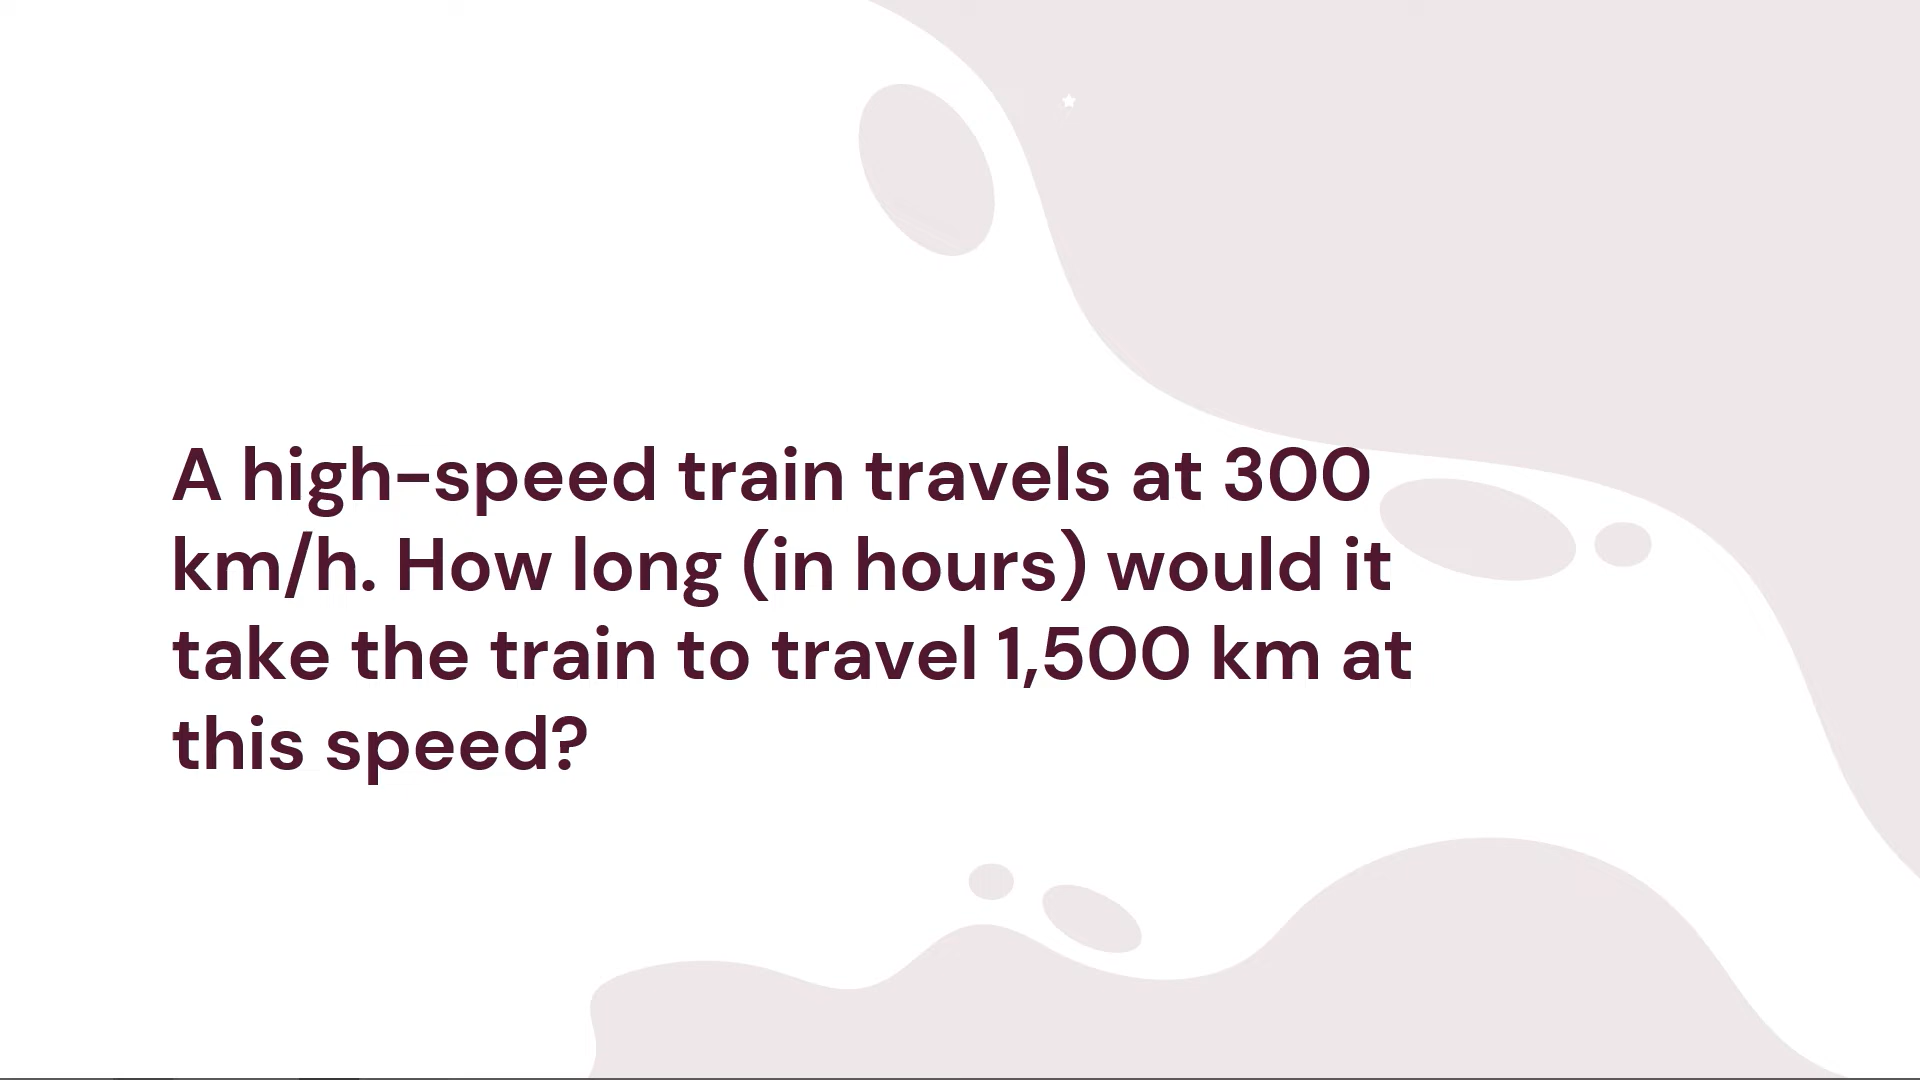 A high-speed train travels at 300
km/h. How long (in hours) would it
take the train to travel 1,500 km at
this speed?